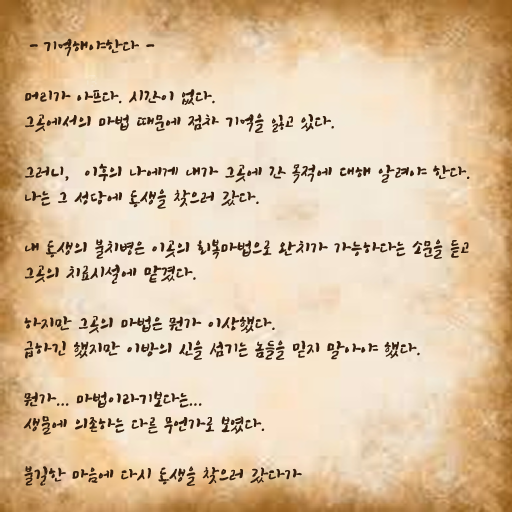 - 기억해야한다 -
머리가 아프다. 시간이 없다.
그곳에서의 마법 때문에 점차 기억을 잃고 있다.
그러니, 이후의 나에게 내가 그곳에 간 목적에 대해 알려야 한다.
나는 그 성당에 동생을 찾으러 갔다.
내 동생의 불치병은 이곳의 회복마법으로 완치가 가능하다는 소문을 듣고
그곳의 치료시설에 맡겼다.
하지만 그곳의 마법은 뭔가 이상했다.
급하긴 했지만 이방의 신을 섬기는 놈들을 믿지 말아야 했다.
뭔가... 마법이라기보다는...
생물에 의존하는 다른 무언가로 보였다.
불길한 마음에 다시 동생을 찾으러 갔다가